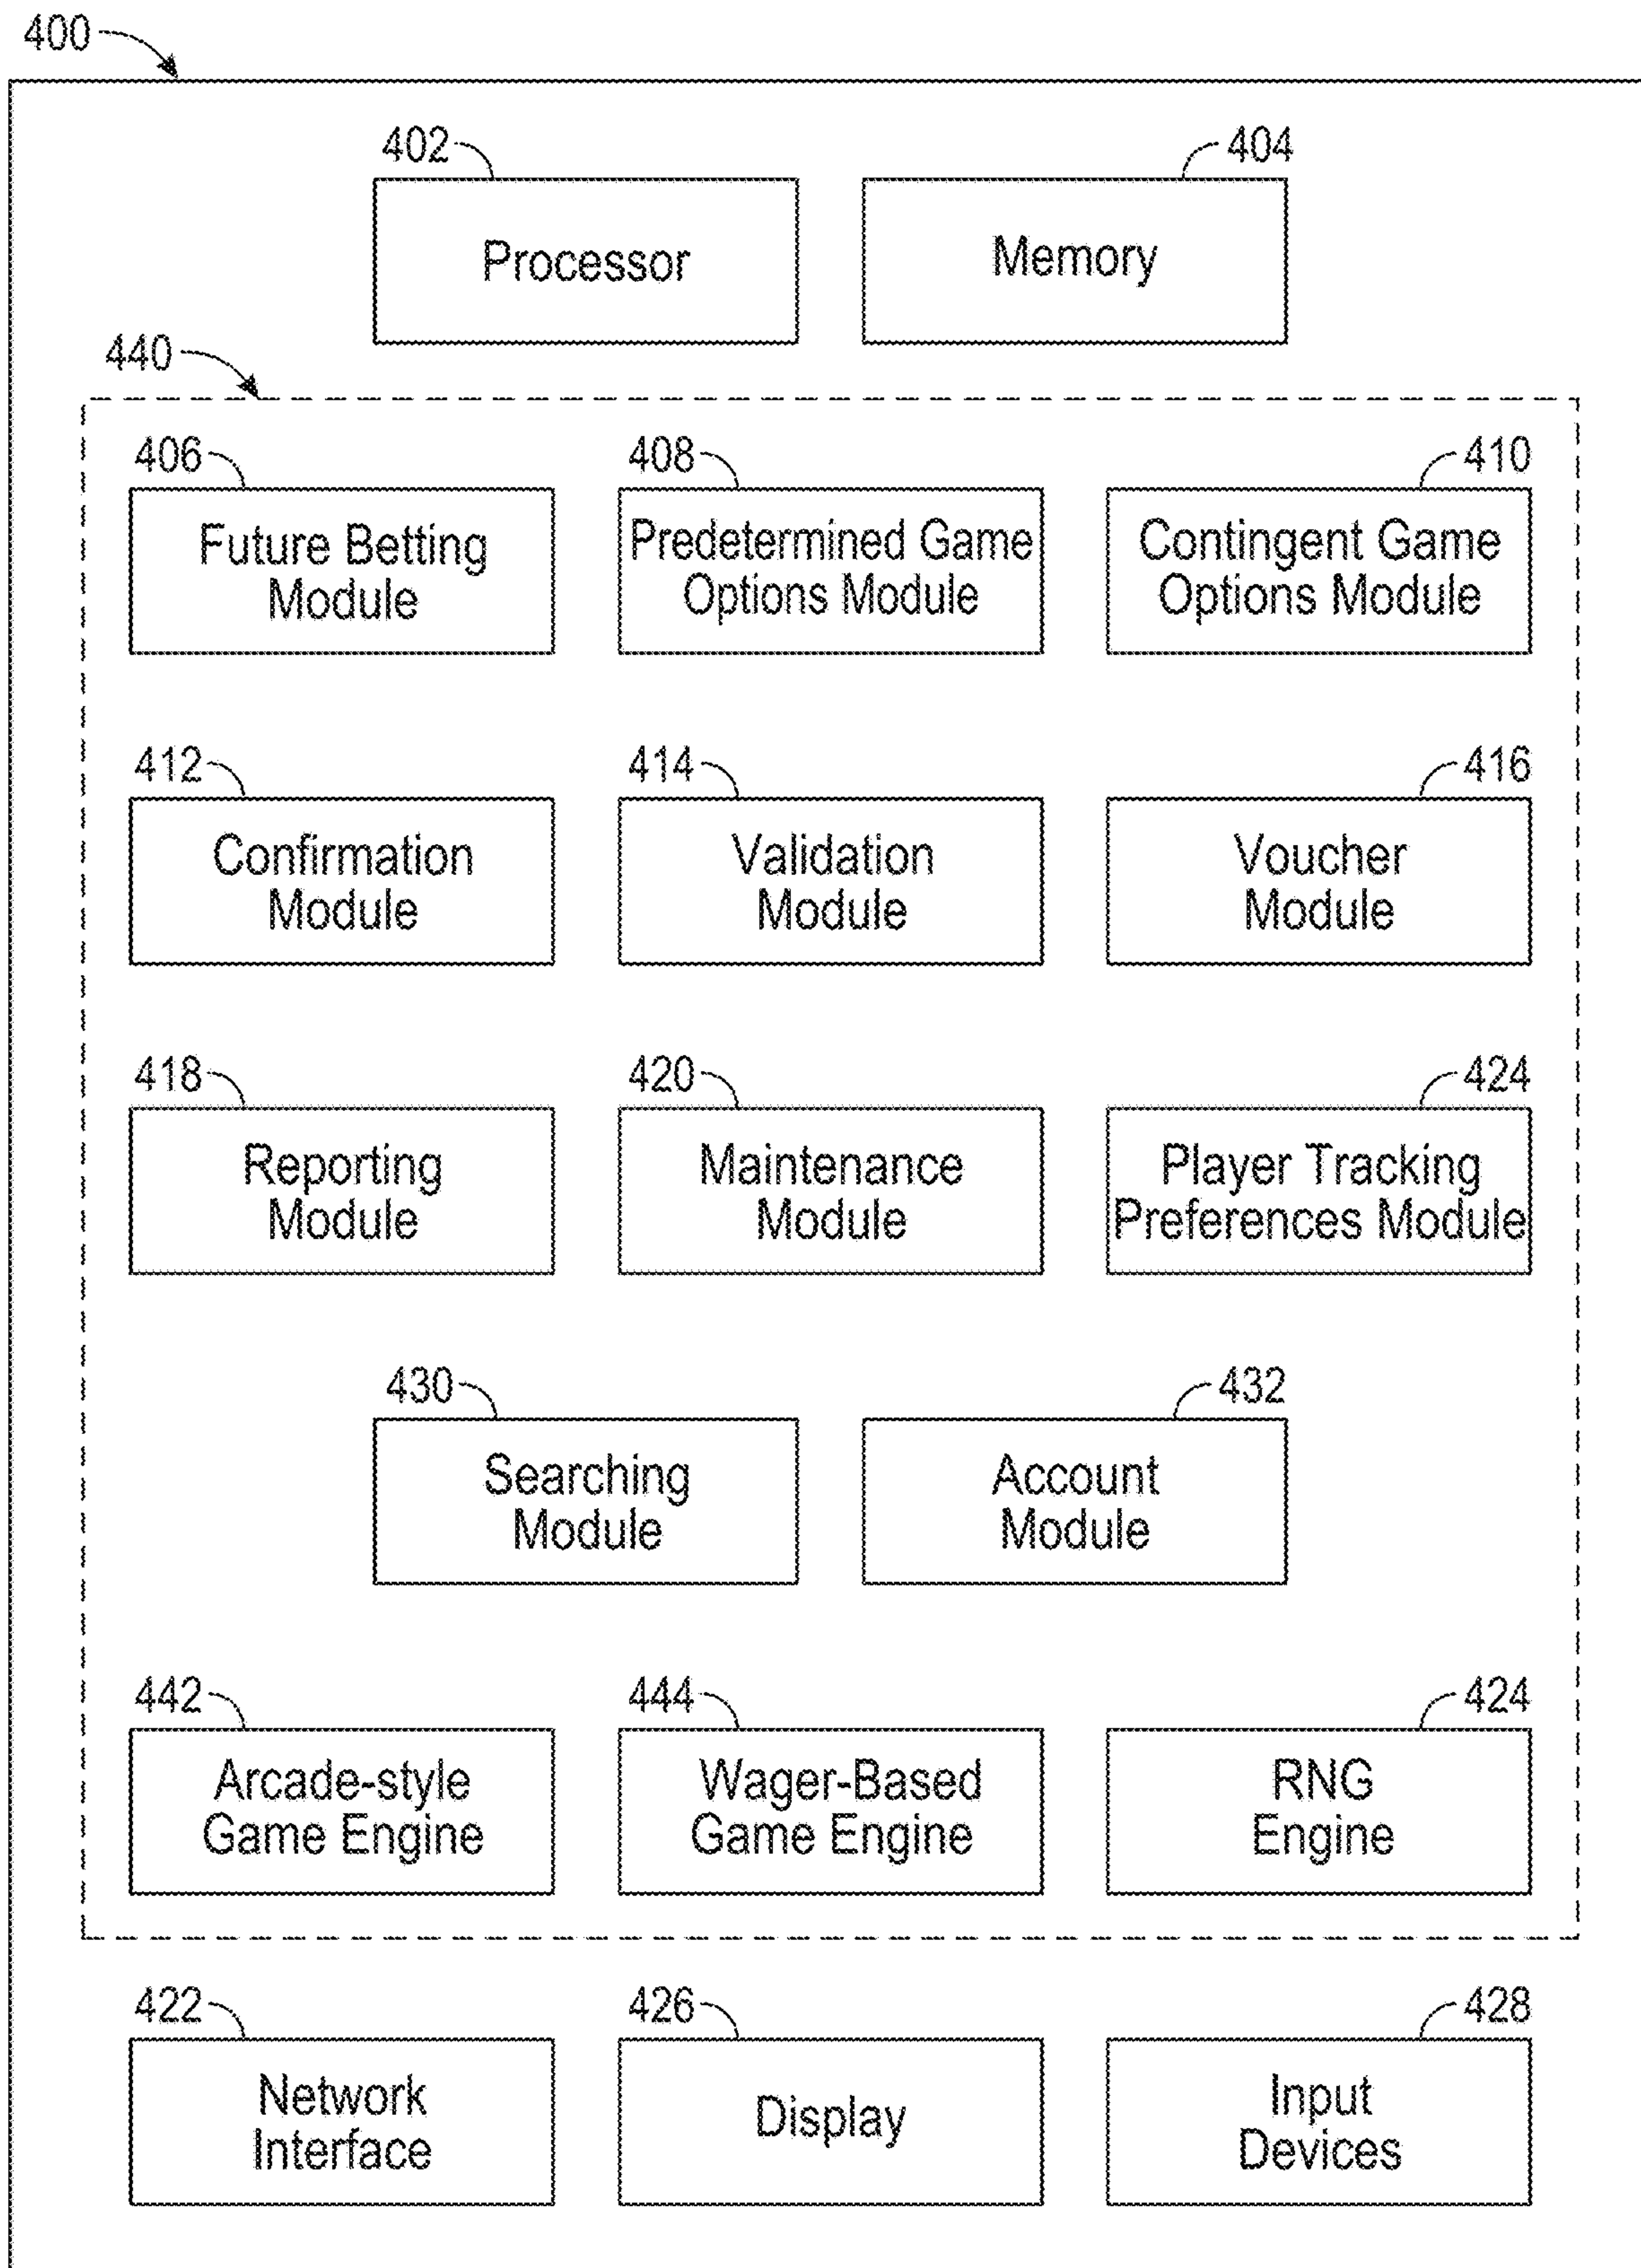 400
402
404
Processor
Memory
440
406
408
410
Future Betting
Module
Predetermined Game
Options Module
Contingent Game
Options Module
412
414
416
Confirmation
Module
Validation
Module
Voucher
Module
418
420
424
Reporting
Module
Maintenance
Module
Player Tracking
Preferences Module
430
432
Searching
Module
Account
Module
442
444
424
Arcade-style
Game Engine
Wager-Based
Game Engine
RNG
Engine
422
426
428
Network
Interface
Display
Input
Devices